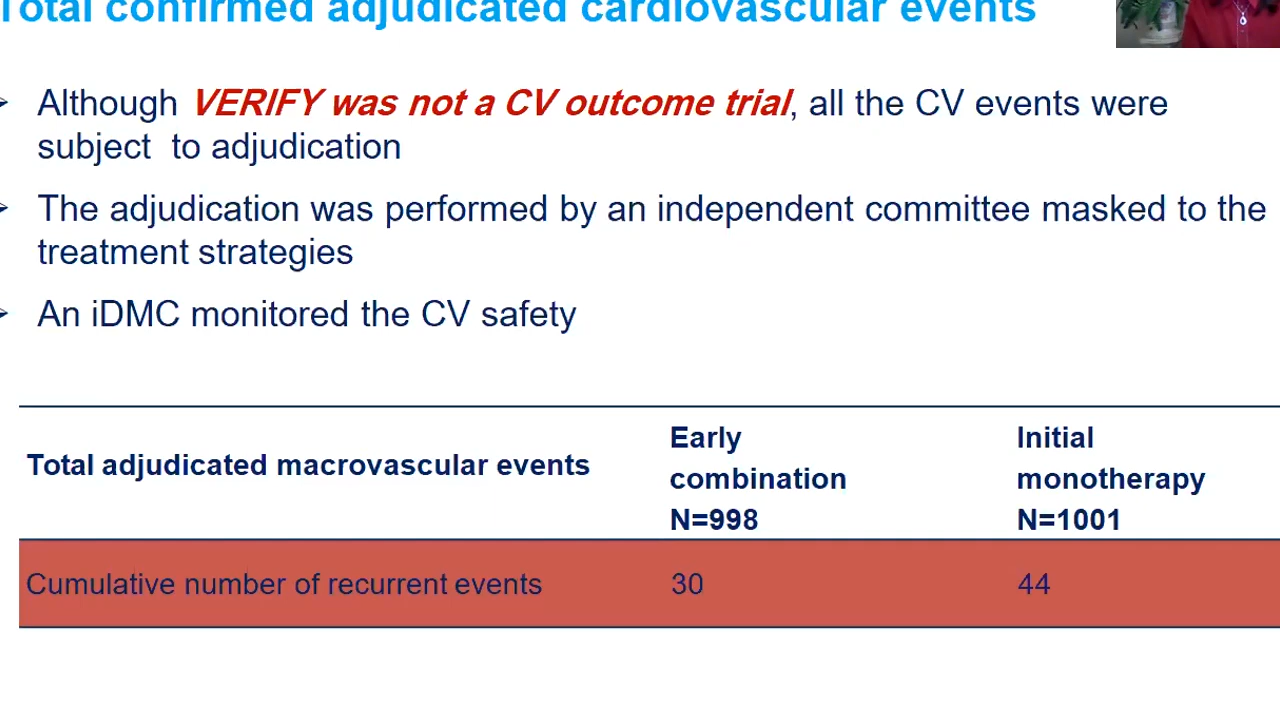 Total confirmed adjudicated cardiovascular events
Although VERIFY was not a CV outcome trial, all the CV events were
subject to adjudication
The adjudication was performed by an independent committee masked to the
treatment strategies
An iDMC monitored the CV safety
Total adjudicated macrovascular events
Early
combination
N=998
Initial
monotherapy
N=1001
Cumulative number of recurrent events 30 44